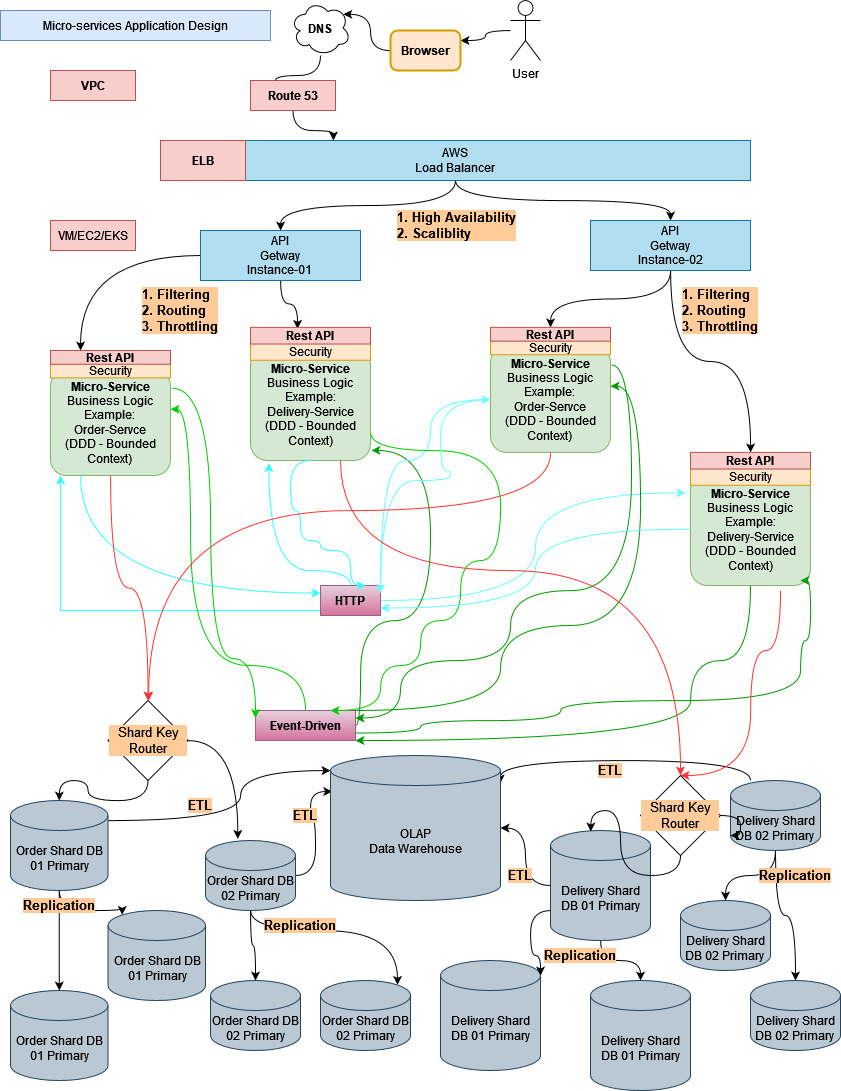 Micro-services Application Design
DNS
Browser
User
VPC
Route 53
ELB
AWS
Load Balancer
1. High Availability
2. Scaliblity
VM/EC2/EKS
API
Getway
Instance-01
API
Getway
Instance-02
1. Filtering
2. Routing
3. Throttling
1. Filtering
2. Routing
3. Throttling
Rest API
Security
Micro-Service
Business Logic
Example:
Order-Servce
(DDD - Bounded
Context)
Rest API
Security
Micro-Service
Business Logic
Example:
Delivery-Service
(DDD - Bounded
Context)
Rest API
Security
Micro-Service
Business Logic
Example:
Order-Servce
(DDD - Bounded
Context)
Rest API
Security
Micro-Service
Business Logic
Example:
Delivery-Service
(DDD - Bounded
Context)
HTTP
Event-Driven
Shard Key
Router
ETL
ETL
OLAP
Data Warehouse
ETL
ETL
Shard Key
Router
Delivery Shard
DB 02 Primary
Order Shard DB
01 Primary
Order Shard DB
02 Primary
Delivery Shard
DB 01 Primary
Replication
Replication
Replication
Replication
Order Shard DB
01 Primary
Order Shard DB
01 Primary
Order Shard DB
02 Primary
Order Shard DB
02 Primary
Delivery Shard
DB 01 Primary
Delivery Shard
DB 01 Primary
Delivery Shard
DB 02 Primary
Delivery Shard
DB 02 Primary